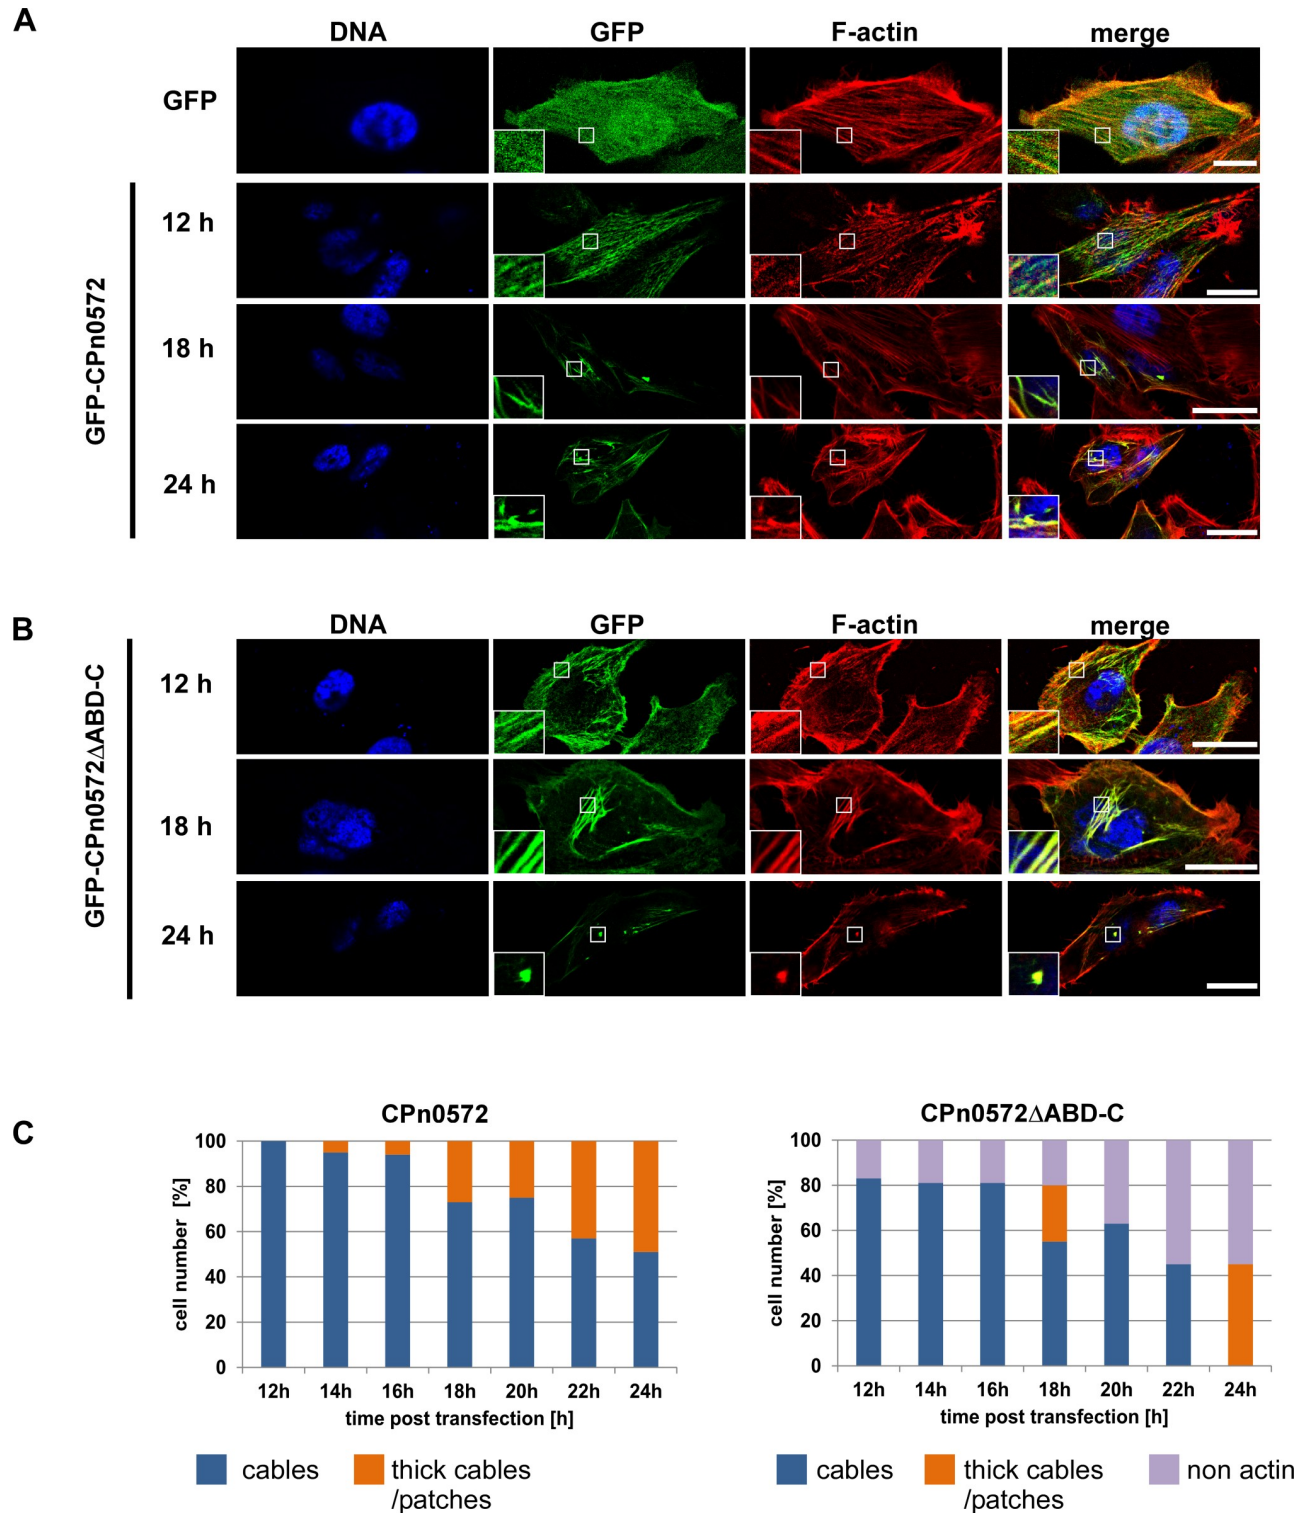 A
DNA GFP F-actin merge
GFP
GFP-CPn0572
12 h
18 h
24 h
B
DNA GFP F-actin merge
GFP-CPn0572ΔABD-C
12 h
18 h
24 h
C
CPn0572
cell number [%]
100
80
60
40
20
0
12h 14h 16h 18h 20h 22h 24h
time post transfection [h]
cables thick cables
/patches
CPn0572ΔABD-C
cell number [%]
100
80
60
40
20
0
12h 14h 16h 18h 20h 22h 24h
time post transfection [h]
cables thick cables non actin
/patches